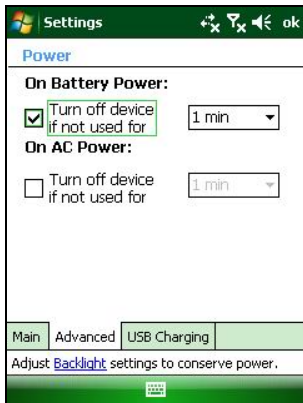 Settings
ok
Power
On Battery Power:
Turn off device
if not used for
1 min
On AC Power:
Turn off device
if not used for
1 min
Main Advanced USB Charging
Adjust Backlight settings to conserve power.